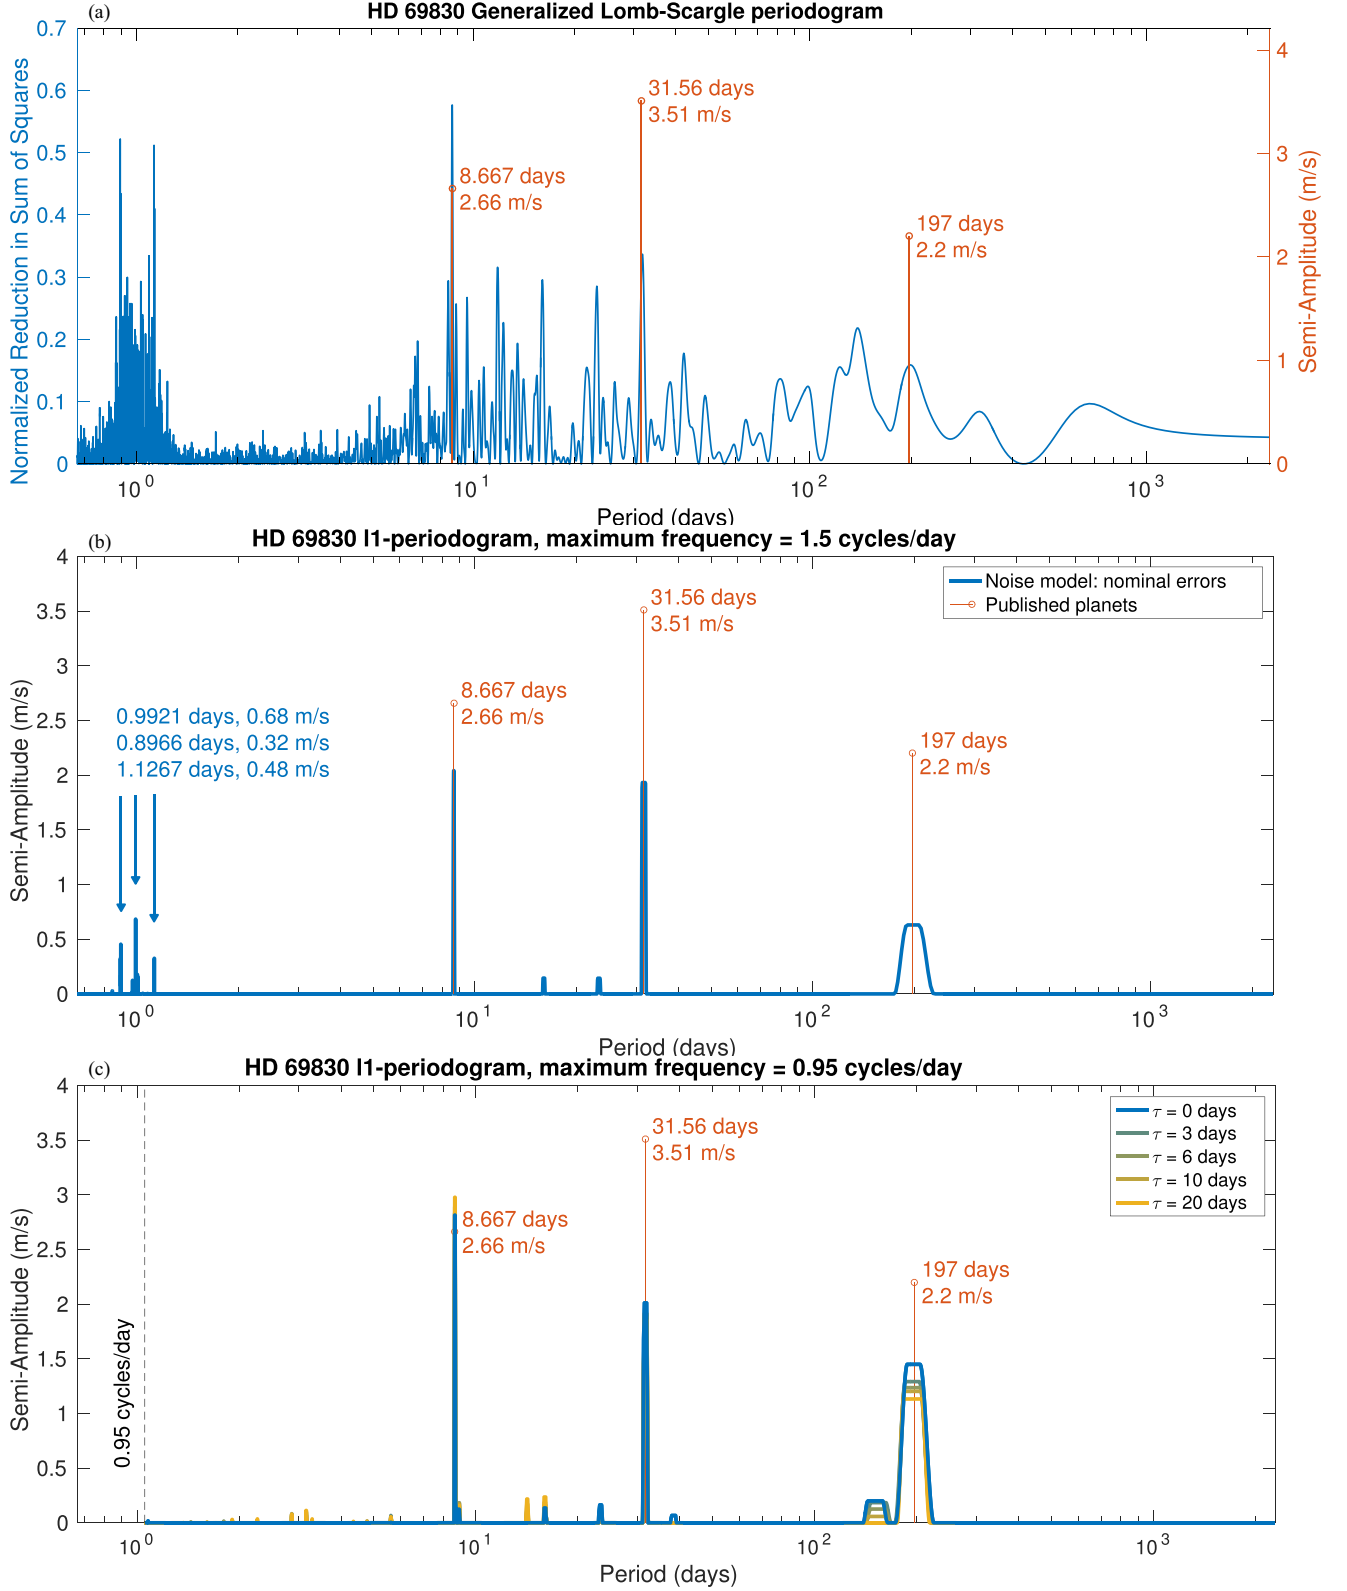 (a)
HD 69830 Generalized Lomb-Scargle periodogram
Normalized Reduction in Sum of Squares
0.7
0.6
0.5
0.4
0.3
0.2
0.1
0
8.667 days
2.66 m/s
31.56 days
3.51 m/s
197 days
2.2 m/s
4
3
2
1
0
Semi-Amplitude (m/s)
10^0
10^1
10^2
10^3
Period (days)
(b)
HD 69830 l1-periodogram, maximum frequency = 1.5 cycles/day
Semi-Amplitude (m/s)
4
3.5
3
2.5
2
1.5
1
0.5
0
0.9921 days, 0.68 m/s
0.8966 days, 0.32 m/s
1.1267 days, 0.48 m/s
8.667 days
2.66 m/s
31.56 days
3.51 m/s
197 days
2.2 m/s
Noise model: nominal errors
Published planets
10^0
10^1
10^2
10^3
Period (days)
(c)
HD 69830 l1-periodogram, maximum frequency = 0.95 cycles/day
Semi-Amplitude (m/s)
4
3.5
3
2.5
2
1.5
1
0.5
0
0.95 cycles/day
8.667 days
2.66 m/s
31.56 days
3.51 m/s
197 days
2.2 m/s
τ = 0 days
τ = 3 days
τ = 6 days
τ = 10 days
τ = 20 days
10^0
10^1
10^2
10^3
Period (days)